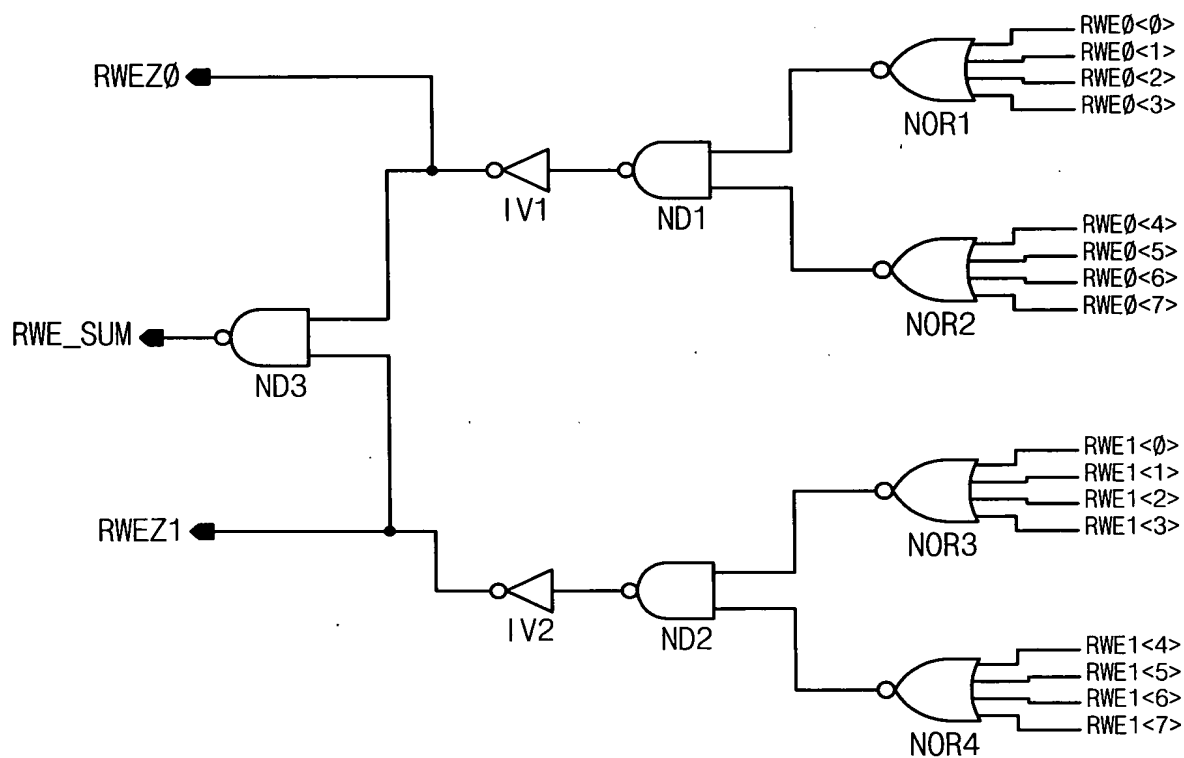 RWE0<0>
RWE0<1>
RWE0<2>
RWE0<3>
NOR1
RWEZ0
IV1
ND1
RWE0<4>
RWE0<5>
RWE0<6>
RWE0<7>
NOR2
RWE_SUM
ND3
RWE1<0>
RWE1<1>
RWE1<2>
RWE1<3>
NOR3
RWEZ1
IV2
ND2
RWE1<4>
RWE1<5>
RWE1<6>
RWE1<7>
NOR4